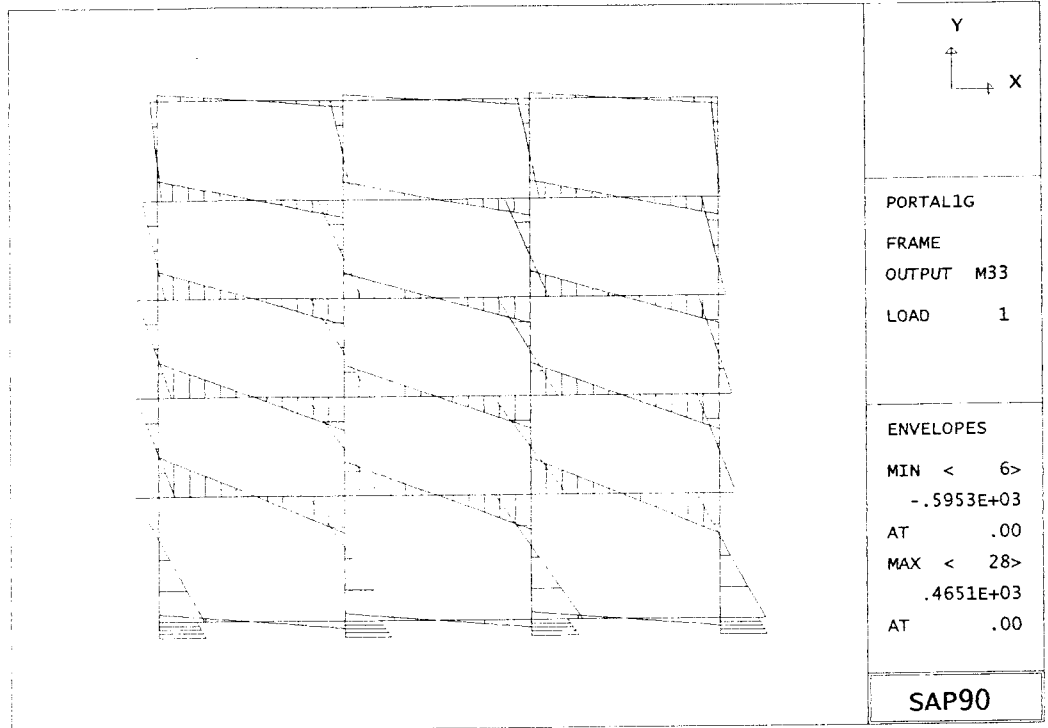 Y
X
PORTAL1G
FRAME
OUTPUT M33
LOAD 1
ENVELOPES
MIN < 6>
-.5953E+03
AT .00
MAX < 28>
.4651E+03
AT .00
SAP90